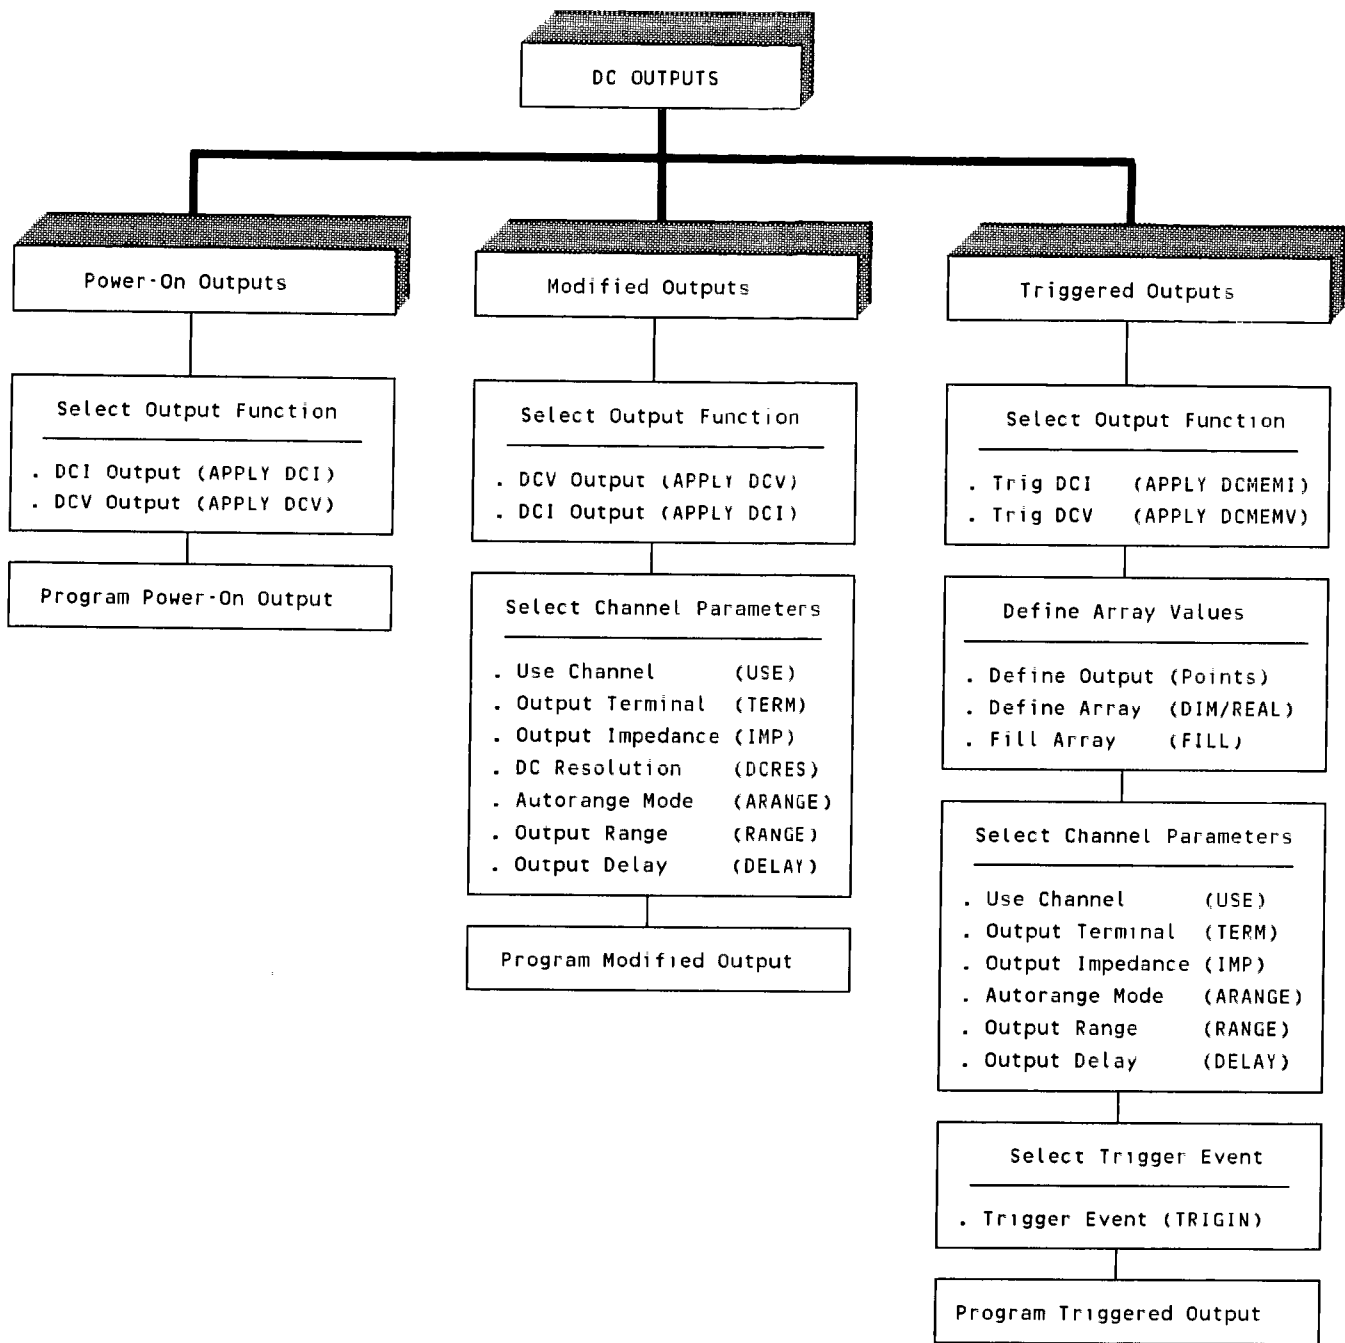 DC OUTPUTS
Power-On Outputs
Select Output Function
. DCI Output (APPLY DCI)
. DCV Output (APPLY DCV)
Program Power-On Output
Modified Outputs
Select Output Function
. DCV Output (APPLY DCV)
. DCI Output (APPLY DCI)
Select Channel Parameters
. Use Channel (USE)
. Output Terminal (TERM)
. Output Impedance (IMP)
. DC Resolution (DCRES)
. Autorange Mode (ARANGE)
. Output Range (RANGE)
. Output Delay (DELAY)
Program Modified Output
Triggered Outputs
Select Output Function
. Trig DCI (APPLY DCMEMI)
. Trig DCV (APPLY DCMEMV)
Define Array Values
. Define Output (Points)
. Define Array (DIM/REAL)
. Fill Array (FILL)
Select Channel Parameters
. Use Channel (USE)
. Output Terminal (TERM)
. Output Impedance (IMP)
. Autorange Mode (ARANGE)
. Output Range (RANGE)
. Output Delay (DELAY)
Select Trigger Event
. Trigger Event (TRIGIN)
Program Triggered Output